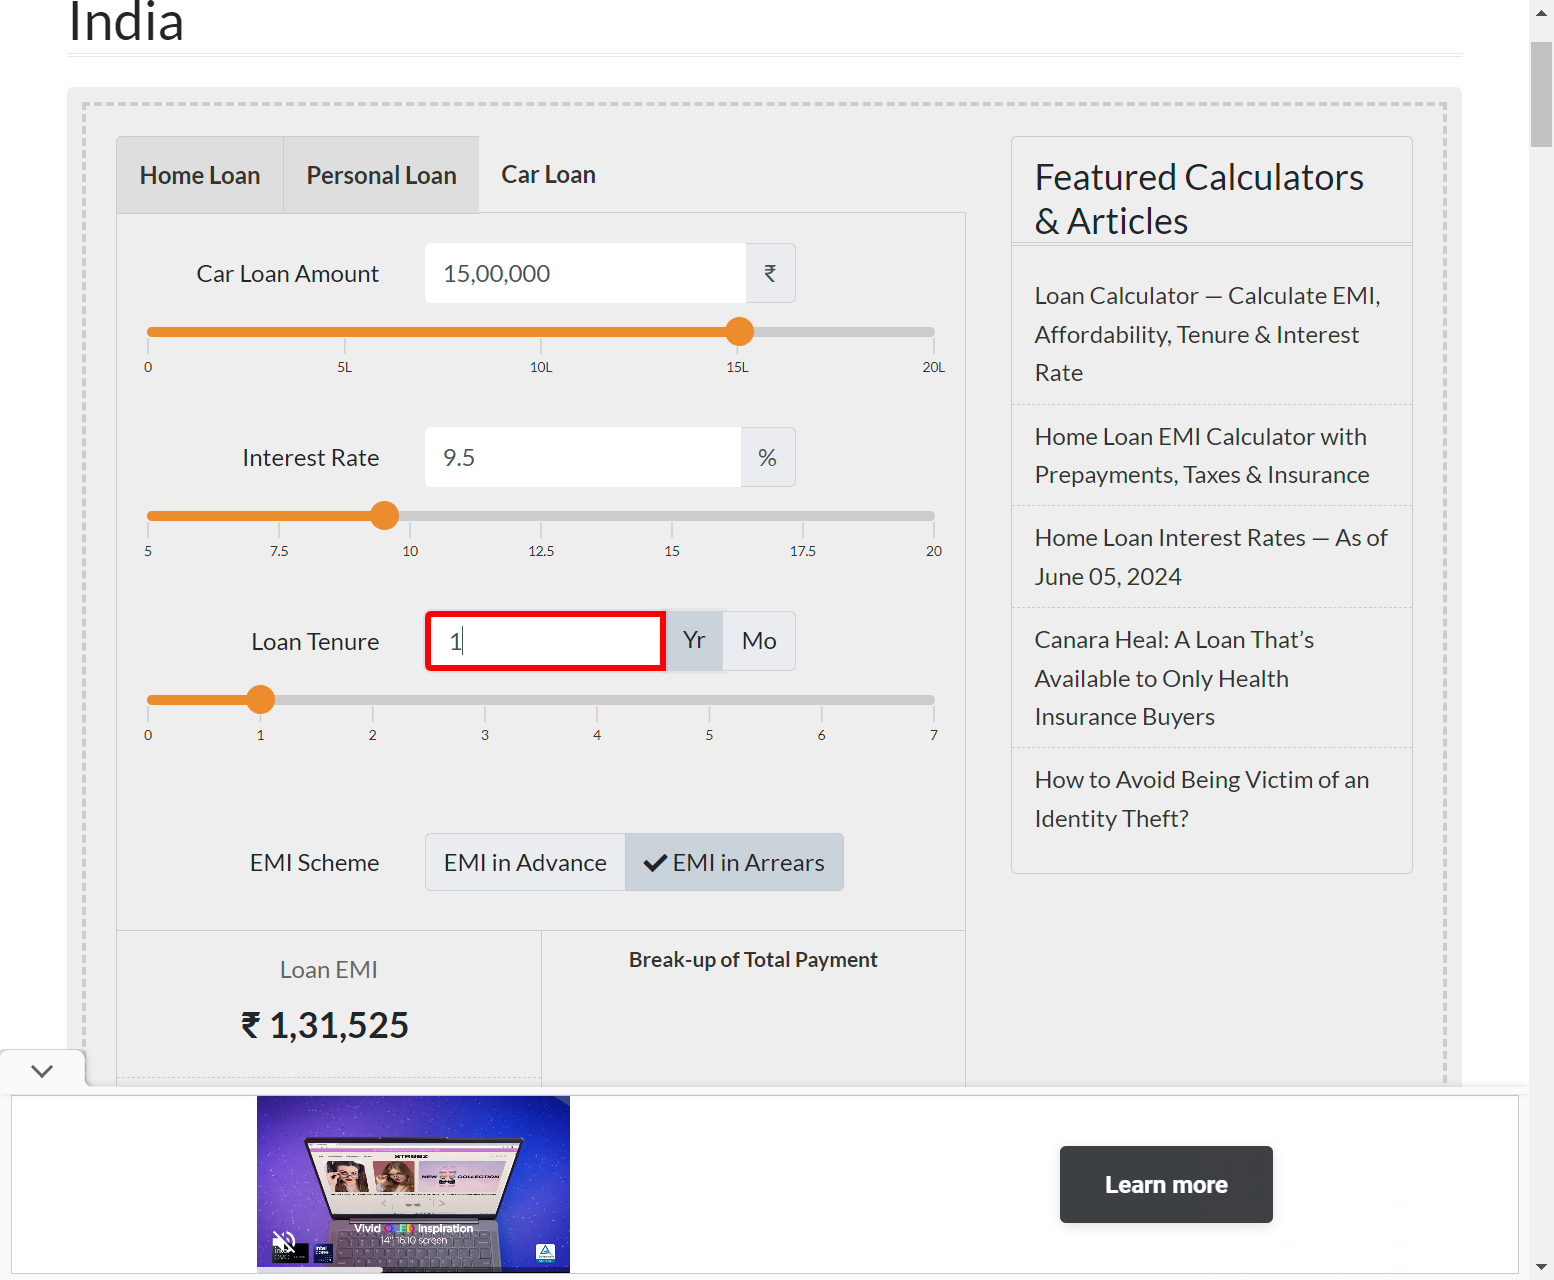 India
Home Loan
Personal Loan
Car Loan
Car Loan Amount
15,00,000
₹
0
5L
10L
15L
20L
Interest Rate
9.5
%
5
7.5
10
12.5
15
17.5
20
Loan Tenure
1
Yr
Mo
0
1
2
3
4
5
6
7
EMI Scheme
EMI in Advance
EMI in Arrears
Loan EMI
₹ 1,31,525
Break-up of Total Payment
Featured Calculators
& Articles
Loan Calculator — Calculate EMI,
Affordability, Tenure & Interest
Rate
Home Loan EMI Calculator with
Prepayments, Taxes & Insurance
Home Loan Interest Rates — As of
June 05, 2024
Canara Heal: A Loan That’s
Available to Only Health
Insurance Buyers
How to Avoid Being Victim of an
Identity Theft?
NEW
COLLECTION
Vivid OLED Inspiration
14" 16:10 screen
Learn more